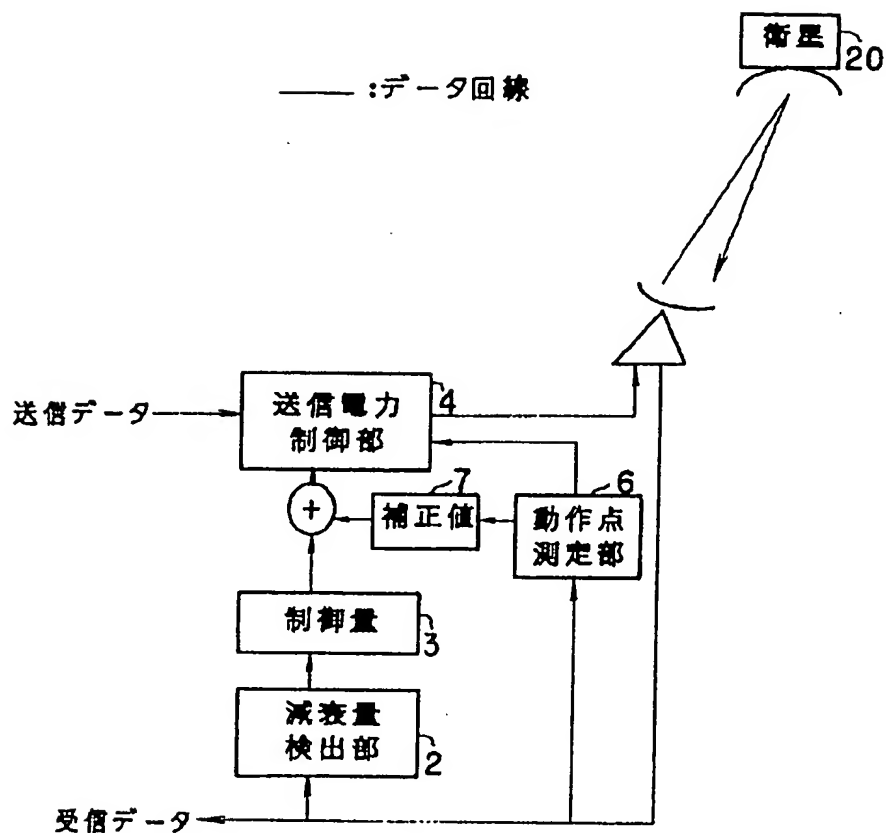 衛星
20
:データ回線
送信データ
送信電力
制御部
4
7
補正値
6
動作点
測定部
+
制御量
3
減衰量
検出部
2
受信データ